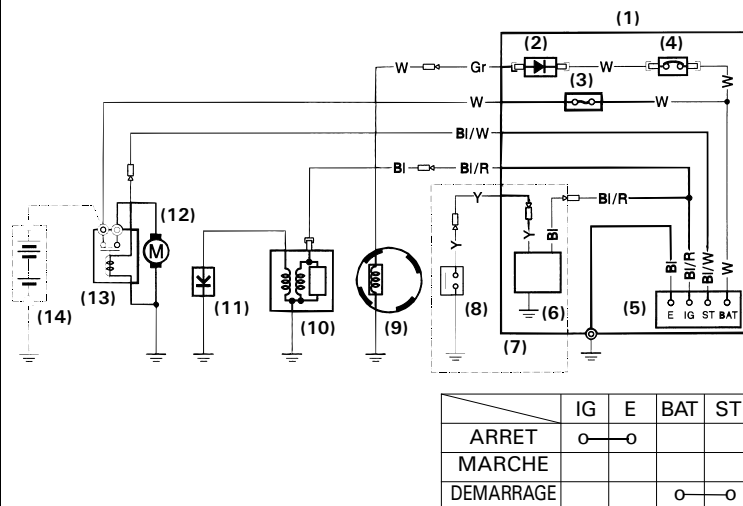 (1)
(2)
(4)
(3)
W
Gr
W
W
W
W
Bl/W
Bl
Bl/R
Y
Bl/R
(12)
M
Y
Y
Bl
Bl
Bl/R
Bl/W
W
(13)
(14)
(11)
(10)
(9)
(8)
(6)
(5)
E IG ST BAT
(7)
IG E BAT ST
ARRET
MARCHE
DEMARRAGE